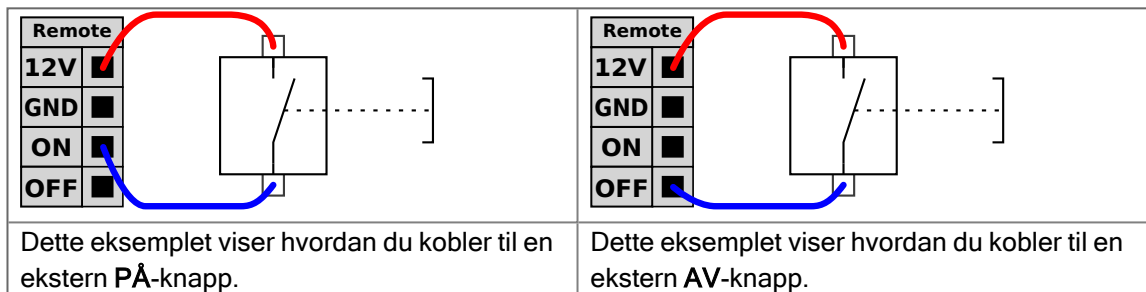 Remote
12V
GND
ON
OFF
Dette eksemplet viser hvordan du kobler til en
ekstern PÅ-knapp.
Remote
12V
GND
ON
OFF
Dette eksemplet viser hvordan du kobler til en
ekstern AV-knapp.